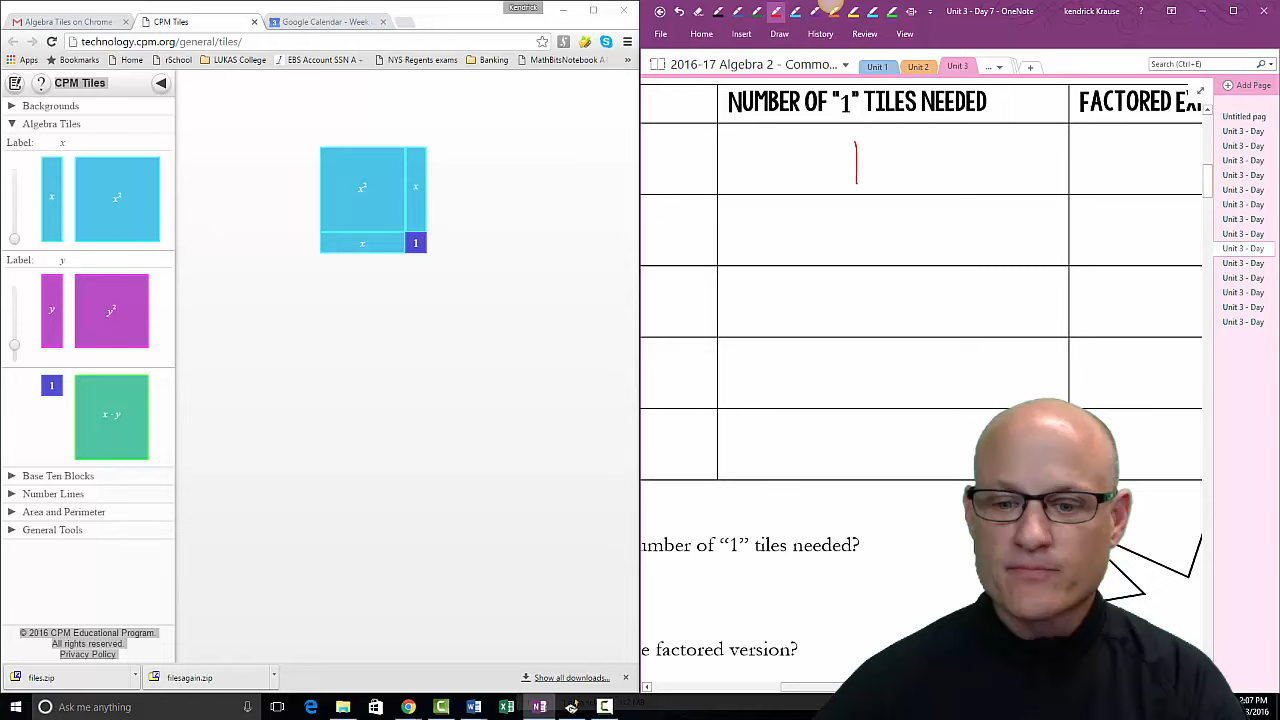 Kendrick
Algebra Tiles on Chrome
CPM Tiles
Google Calendar - Week
technology.cpm.org/general/tiles/
Apps
Bookmarks
Home
rSchool
LUKAS College
EBS Account SSN A
NYS Regents exams
Banking
MathBitsNotebook A
CPM Tiles
Backgrounds
Algebra Tiles
Label: x
x
x²
Label: y
y
y²
1
x · y
Base Ten Blocks
Number Lines
Area and Perimeter
General Tools
© 2016 CPM Educational Program.
All rights reserved.
Privacy Policy
x²
x
x
1
files.zip
filesagain.zip
Show all downloads...
Ask me anything
Unit 3 - Day 7 - OneNote
kendrick Krause
File
Home
Insert
Draw
History
Review
View
2016-17 Algebra 2 - Commo...
Unit 1
Unit 2
Unit 3
...
Search (Ctrl+E)
Add Page
NUMBER OF "1" TILES NEEDED
FACTORED EX
1
umber of “1” tiles needed?
e factored version?
Untitled pag
Unit 3 - Day
Unit 3 - Day
Unit 3 - Day
Unit 3 - Day
Unit 3 - Day
Unit 3 - Day
Unit 3 - Day
Unit 3 - Day
Unit 3 - Day
Unit 3 - Day
Unit 3 - Day
Unit 3 - Day
Unit 3 - Day
Unit 3 - Day
2:07 PM